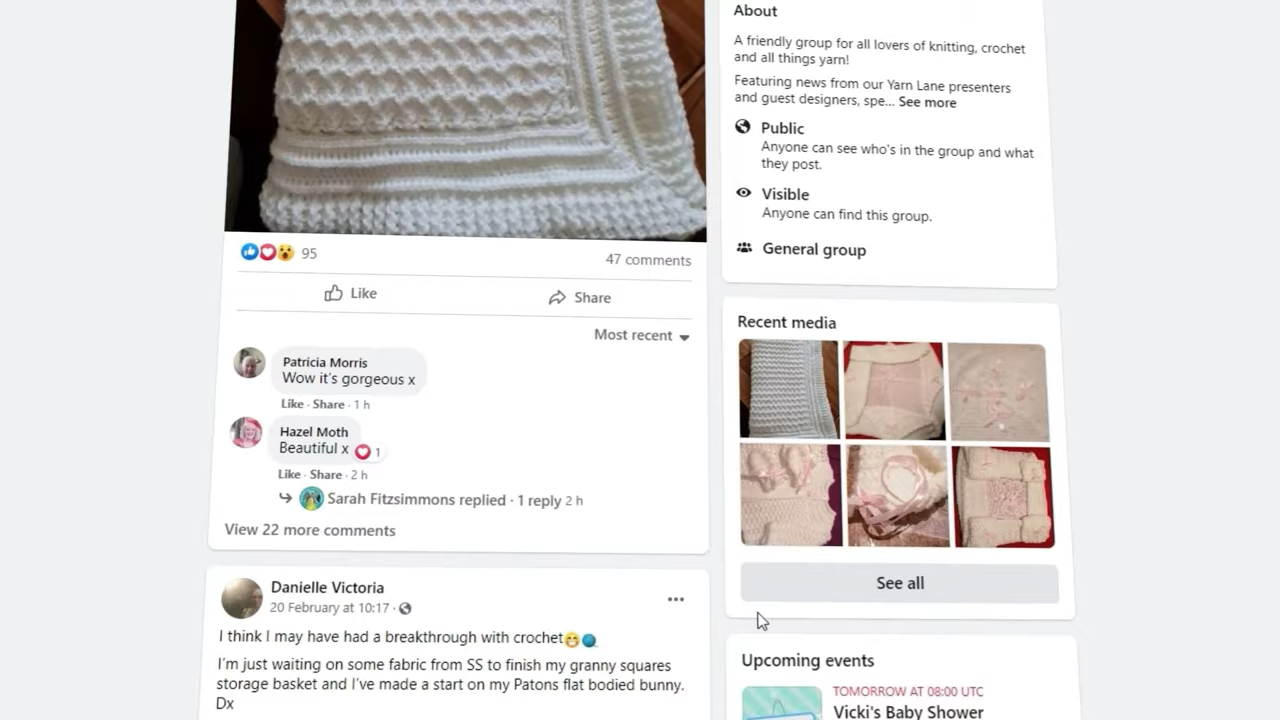 95
47 comments
Like
Share
Most recent
Patricia Morris
Wow it's gorgeous x
Like · Share · 1 h
Hazel Moth
Beautiful x
1
Like · Share · 2 h
Sarah Fitzsimmons replied · 1 reply 2 h
View 22 more comments
Danielle Victoria
20 February at 10:17 ·
I think I may have had a breakthrough with crochet
I'm just waiting on some fabric from SS to finish my granny squares
storage basket and I've made a start on my Patons flat bodied bunny.
Dx
About
A friendly group for all lovers of knitting, crochet
and all things yarn!
Featuring news from our Yarn Lane presenters
and guest designers, spe... See more
Public
Anyone can see who's in the group and what
they post.
Visible
Anyone can find this group.
General group
Recent media
See all
Upcoming events
TOMORROW AT 08:00 UTC
Vicki's Baby Shower